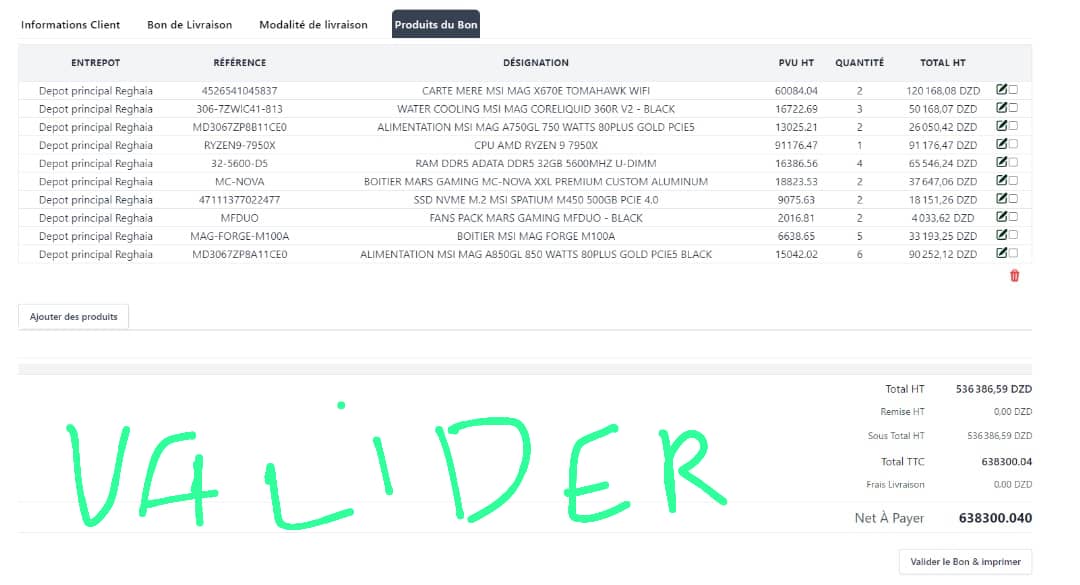 Informations Client Bon de Livraison Modalité de livraison Produits du Bon
ENTREPOT RÉFÉRENCE DÉSIGNATION PVU HT QUANTITÉ TOTAL HT
Depot principal Reghaia 4526541045837 CARTE MERE MSI MAG X670E TOMAHAWK WIFI 60084.04 2 120 168,08 DZD
Depot principal Reghaia 306-7ZWIC41-813 WATER COOLING MSI MAG CORELIQUID 360R V2 - BLACK 16722.69 3 50 168,07 DZD
Depot principal Reghaia MD3067ZP8B11CE0 ALIMENTATION MSI MAG A750GL 750 WATTS 80PLUS GOLD PCIE5 13025.21 2 26 050,42 DZD
Depot principal Reghaia RYZEN9-7950X CPU AMD RYZEN 9 7950X 91176.47 1 91 176,47 DZD
Depot principal Reghaia 32-5600-D5 RAM DDR5 ADATA DDR5 32GB 5600MHZ U-DIMM 16386.56 4 65 546,24 DZD
Depot principal Reghaia MC-NOVA BOITIER MARS GAMING MC-NOVA XXL PREMIUM CUSTOM ALUMINUM 18823.53 2 37 647,06 DZD
Depot principal Reghaia 47111377022477 SSD NVME M.2 MSI SPATIUM M450 500GB PCIE 4.0 9075.63 2 18 151,26 DZD
Depot principal Reghaia MFDUO FANS PACK MARS GAMING MFDUO - BLACK 2016.81 2 4 033,62 DZD
Depot principal Reghaia MAG-FORGE-M100A BOITIER MSI MAG FORGE M100A 6638.65 5 33 193,25 DZD
Depot principal Reghaia MD3067ZP8A11CE0 ALIMENTATION MSI MAG A850GL 850 WATTS 80PLUS GOLD PCIE5 BLACK 15042.02 6 90 252,12 DZD
Ajouter des produits
Total HT 536 386,59 DZD
Remise HT 0,00 DZD
Sous Total HT 536 386,59 DZD
Total TTC 638300.04
Frais Livraison 0,00 DZD
Net À Payer 638300.040
VALiDER
Valider le Bon & imprimer